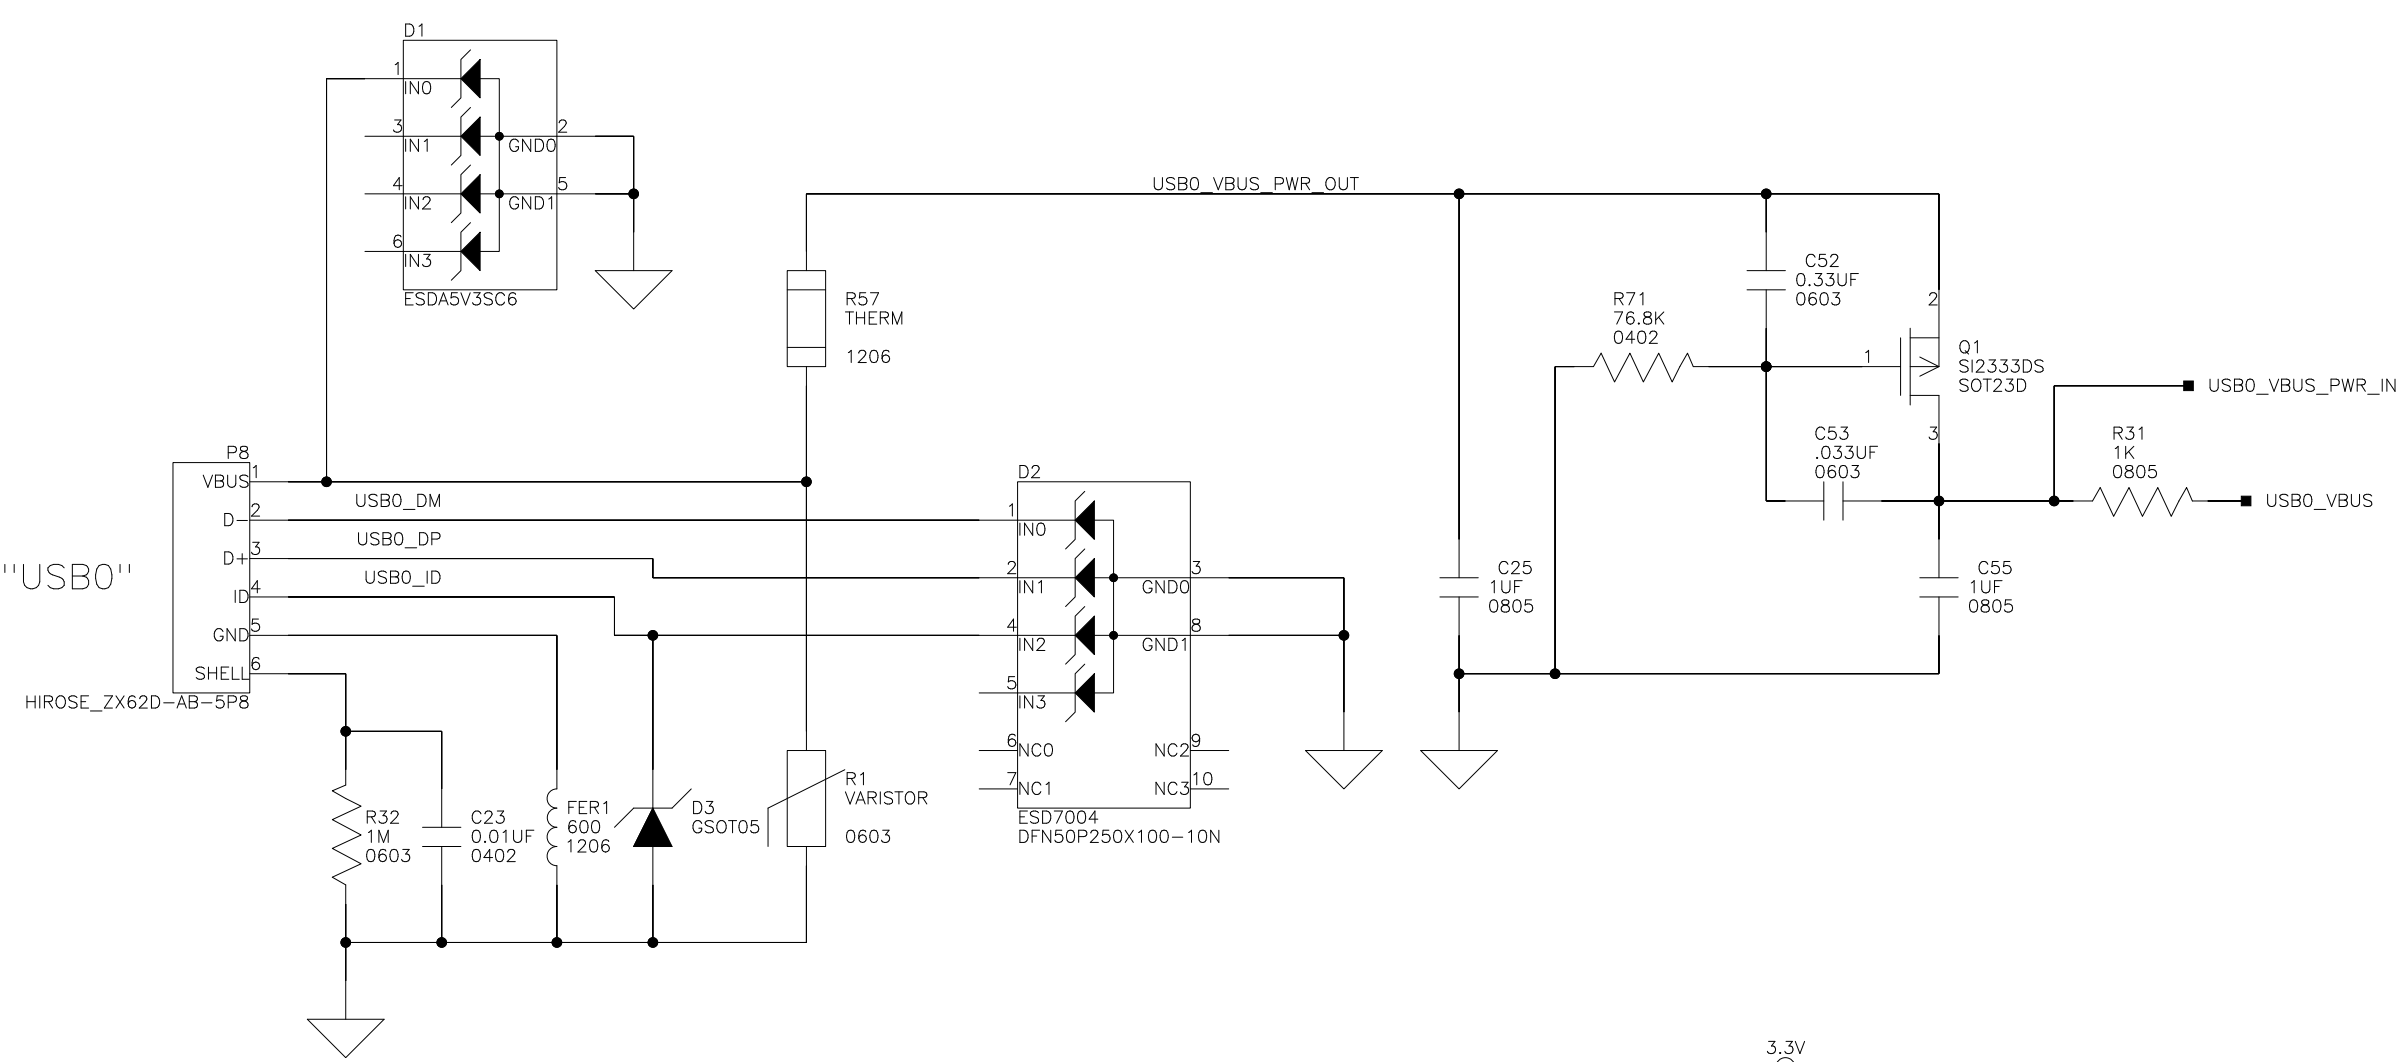 D1
1
IN0
3
IN1
4
IN2
6
IN3
2
GND0
5
GND1
ESDA5V3SC6
USB0_VBUS_PWR_OUT
R57
THERM
1206
C52
0.33UF
0603
R71
76.8K
0402
2
1
Q1
SI2333DS
SOT23D
3
USB0_VBUS_PWR_IN
C53
.033UF
0603
R31
1K
0805
USB0_VBUS
P8
VBUS
1
D-
2
D+
3
ID
4
GND
5
SHELL
6
USB0_DM
USB0_DP
USB0_ID
"USB0"
HIROSE_ZX62D-AB-5P8
D2
1
IN0
2
IN1
4
IN2
5
IN3
6
NC0
7
NC1
3
GND0
8
GND1
9
NC2
10
NC3
ESD7004
DFN50P250X100-10N
C25
1UF
0805
C55
1UF
0805
R32
1M
0603
C23
0.01UF
0402
FER1
600
1206
D3
GSOT05
R1
VARISTOR
0603
3.3V